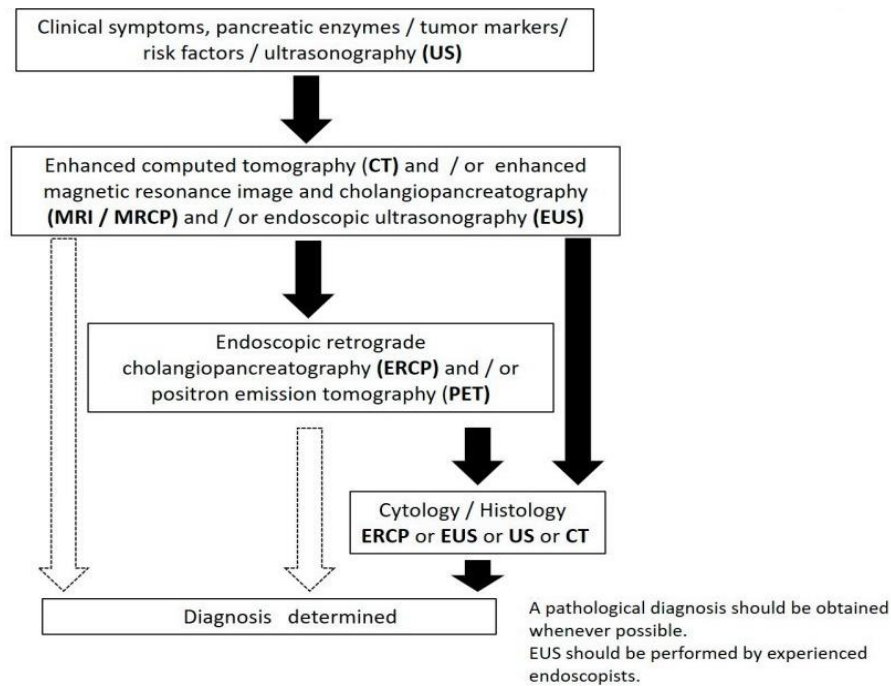 Clinical symptoms, pancreatic enzymes / tumor markers/
risk factors / ultrasonography (US)
Enhanced computed tomography (CT) and / or enhanced
magnetic resonance image and cholangiopancreatography
(MRI / MRCP) and / or endoscopic ultrasonography (EUS)
Endoscopic retrograde
cholangiopancreatography (ERCP) and / or
positron emission tomography (PET)
Cytology / Histology
ERCP or EUS or US or CT
Diagnosis determined
A pathological diagnosis should be obtained
whenever possible.
EUS should be performed by experienced
endoscopists.